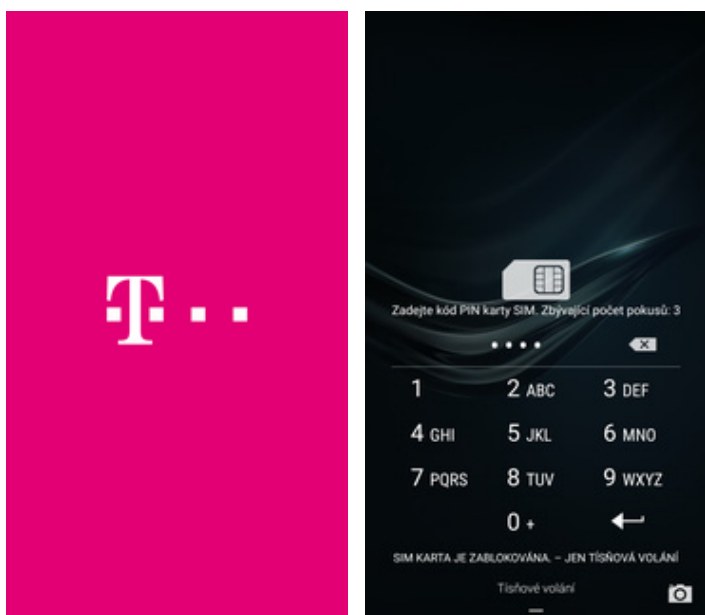 T
Zadejte kód PIN karty SIM. Zbývající počet pokusů: 3
1 2 ABC 3 DEF
4 GHI 5 JKL 6 MNO
7 PQRS 8 TUV 9 WXYZ
0 +
SIM KARTA JE ZABLOKOVÁNA. – JEN TÍSŇOVÁ VOLÁNÍ
Tísňové volání